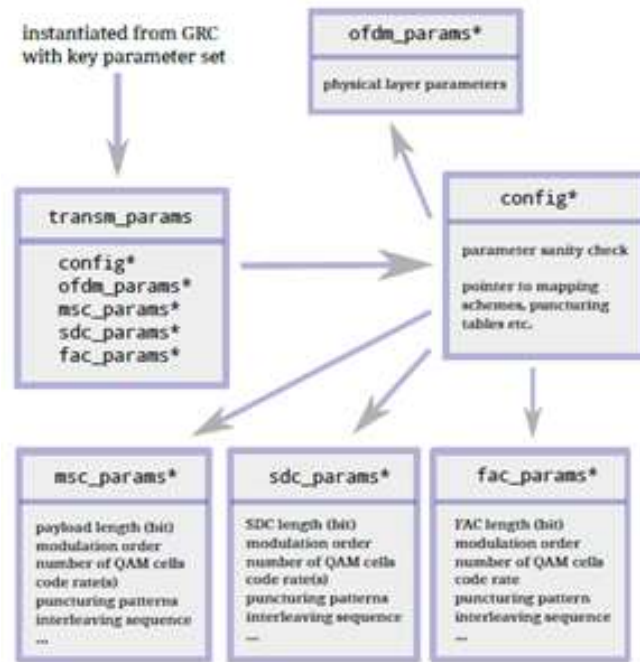 instantiated from GRC
with key parameter set
ofdm_params*
physical layer parameters
transm_params
config*
ofdm_params*
msc_params*
sdc_params*
fac_params*
config*
parameter sanity check
pointer to mapping
schemes, puncturing
tables etc.
msc_params*
payload length (bit)
modulation order
number of QAM cells
code rate(s)
puncturing patterns
interleaving sequence
...
sdc_params*
SDC length (bit)
modulation order
number of QAM cells
code rate(s)
puncturing patterns
interleaving sequence
...
fac_params*
FAC length (bit)
modulation order
number of QAM cells
code rate
puncturing pattern
interleaving sequence
...